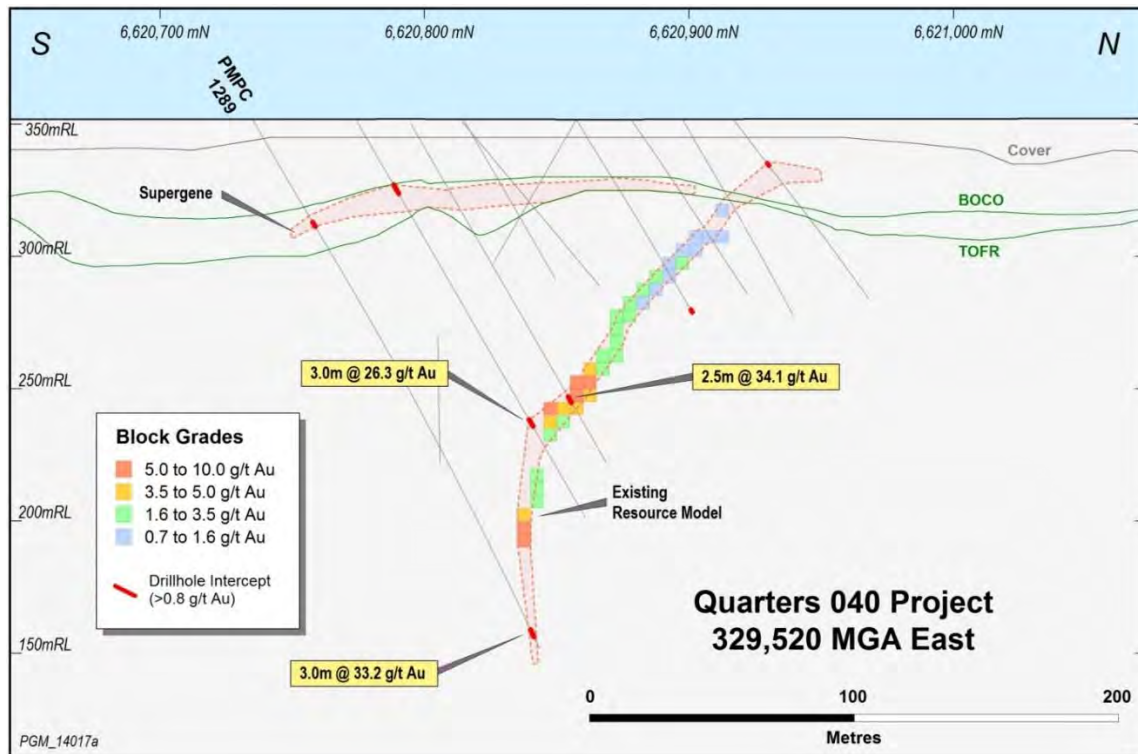 6,620,700 mN
6,620,800 mN
6,620,900 mN
6,621,000 mN
S
N
PMPC
1289
350mRL
Cover
Supergene
BOCO
300mRL
TOFR
250mRL
3.0m @ 26.3 g/t Au
2.5m @ 34.1 g/t Au
Block Grades
5.0 to 10.0 g/t Au
3.5 to 5.0 g/t Au
1.6 to 3.5 g/t Au
0.7 to 1.6 g/t Au
Drillhole Intercept
(>0.8 g/t Au)
Existing
Resource Model
200mRL
150mRL
3.0m @ 33.2 g/t Au
Quarters 040 Project
329,520 MGA East
0
100
200
Metres
PGM_14017a